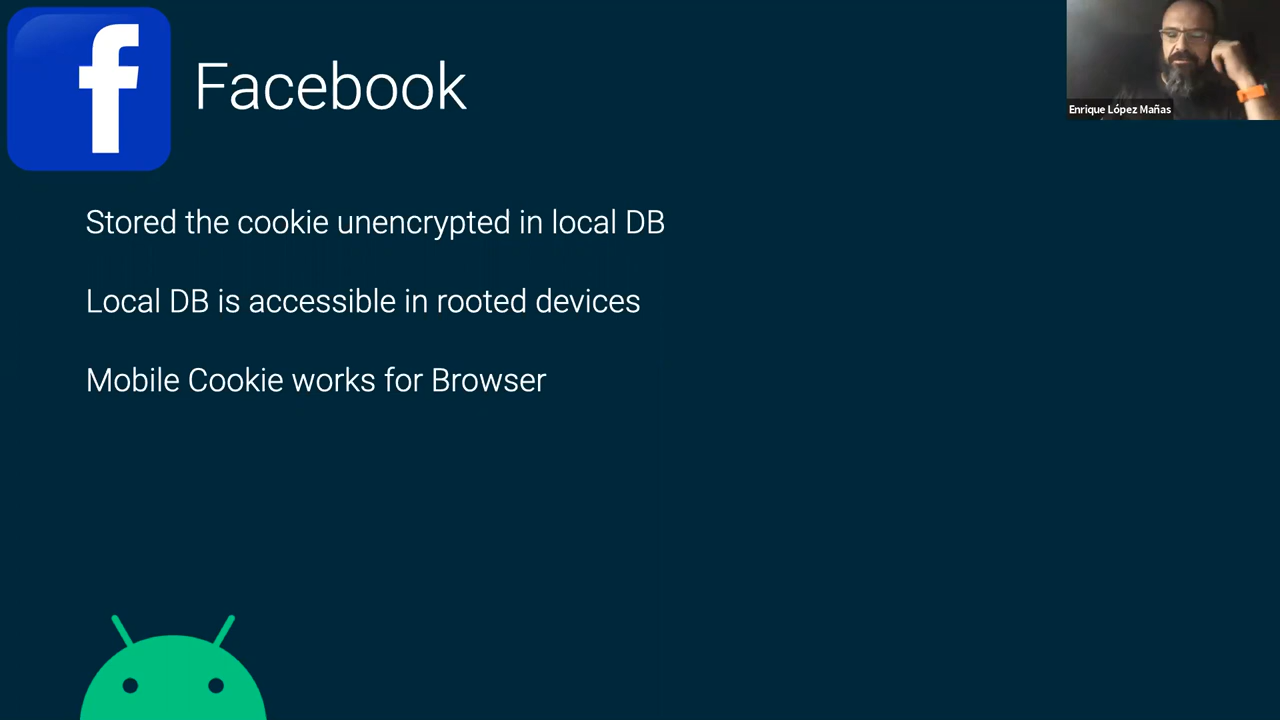 Facebook
Enrique López Mañas
Stored the cookie unencrypted in local DB
Local DB is accessible in rooted devices
Mobile Cookie works for Browser